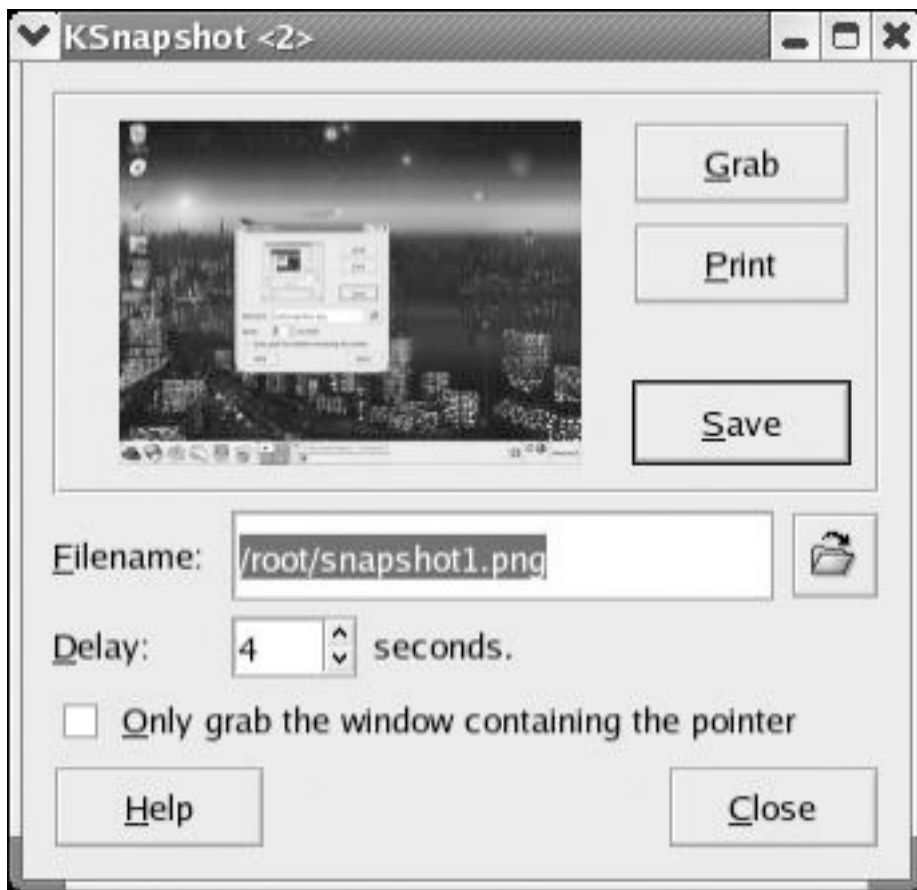 KSnapshot <2>
Grab
Print
Save
Filename: /root/snapshot1.png
Delay: 4 seconds.
Only grab the window containing the pointer
Help Close